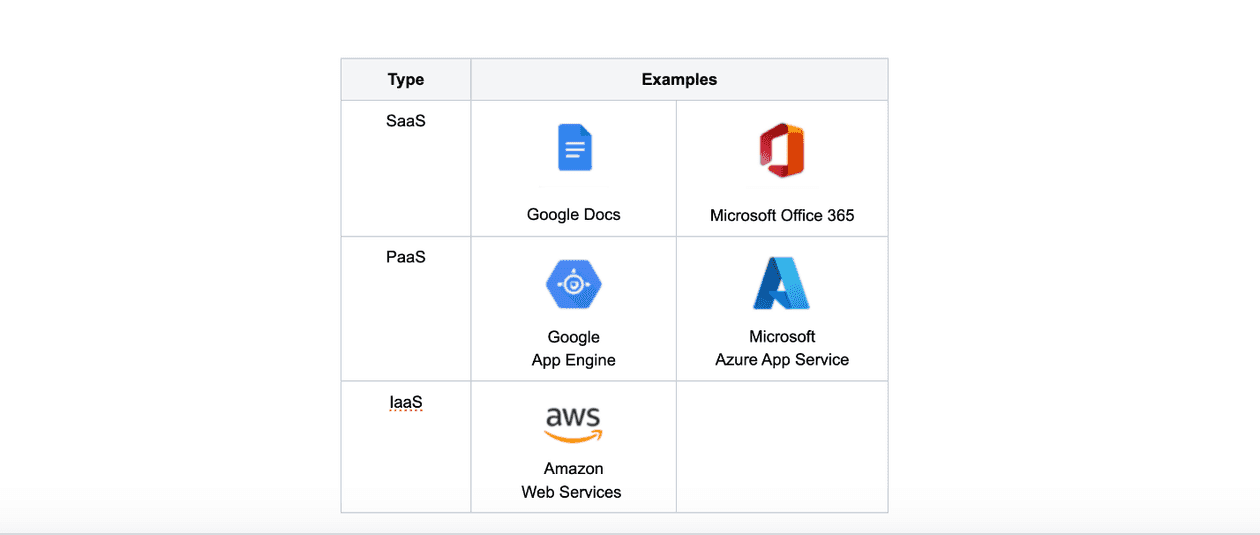 Type Examples
SaaS
Google Docs Microsoft Office 365
PaaS
Google Microsoft
App Engine Azure App Service
IaaS
aws
Amazon
Web Services